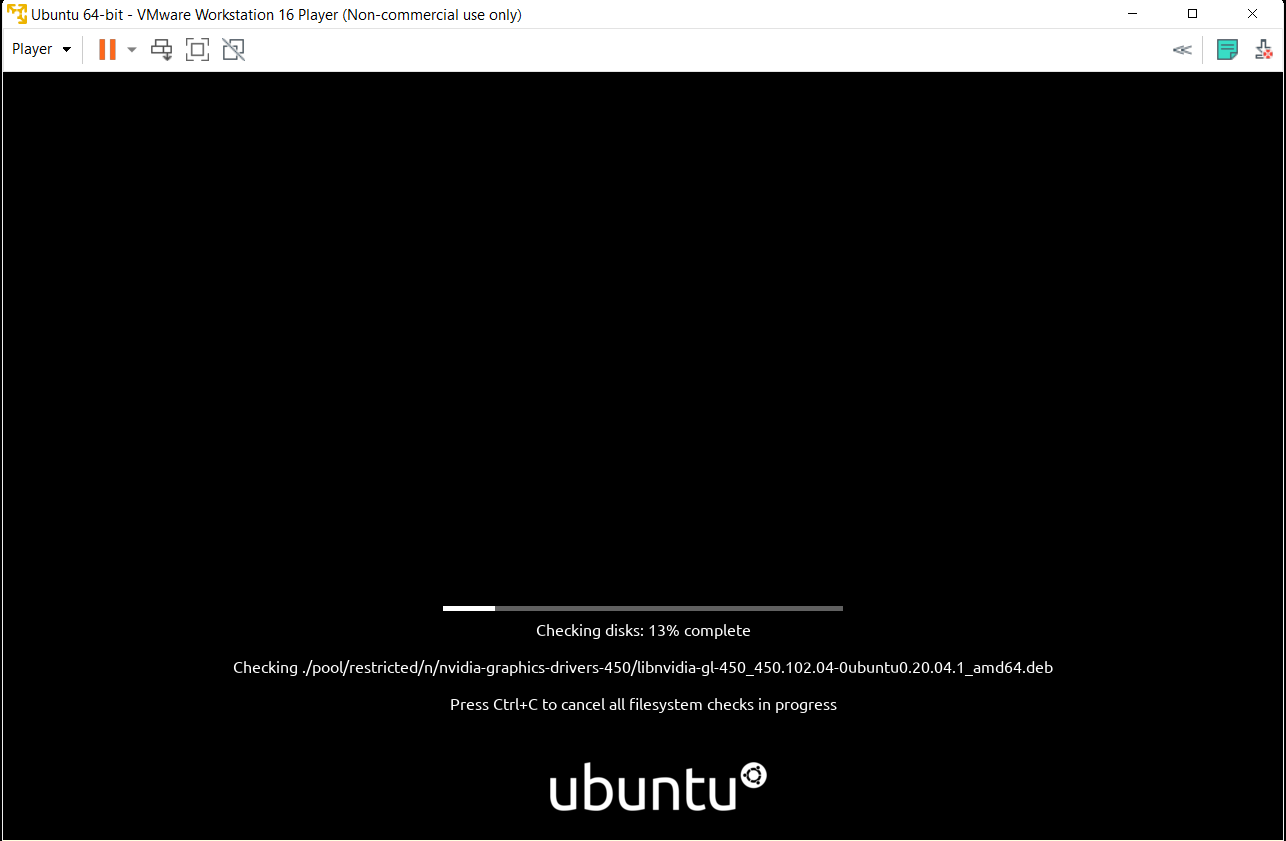 Ubuntu 64-bit - VMware Workstation 16 Player (Non-commercial use only)
Player
Checking disks: 13% complete
Checking ./pool/restricted/n/nvidia-graphics-drivers-450/libnvidia-gl-450_450.102.04-0ubuntu0.20.04.1_amd64.deb
Press Ctrl+C to cancel all filesystem checks in progress
ubuntu